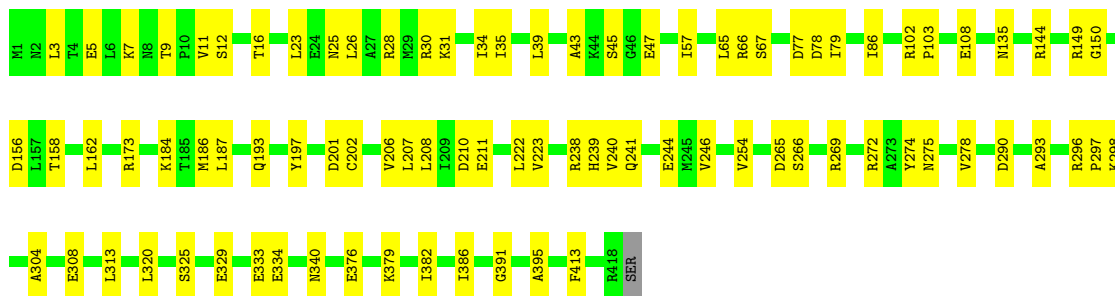 M1 N2 L3 T4 E5 L6 K7 N8 T9 P10 V11 S12 T16 L23 E24 N25 L26 A27 R28 M29 R30 K31 I34 I35 L39 A43 K44 S45 G46 E47 I57 L65 R66 S67 D77 D78 I79 I86 R102 P103 E108 N135 R144 R149 G150
D156 L157 T158 L162 R173 K184 T185 M186 L187 Q193 Y197 D201 C202 V206 L207 L208 I209 D210 E211 L222 V223 R238 H239 V240 Q241 E244 M245 V246 V254 D265 S266 R269 R272 A273 Y274 N275 V278 D290 A293 R296 P297 K298
A304 E308 L313 L320 S325 E329 E333 E334 N340 E376 K379 I382 I386 G391 A395 F413 R418 SER